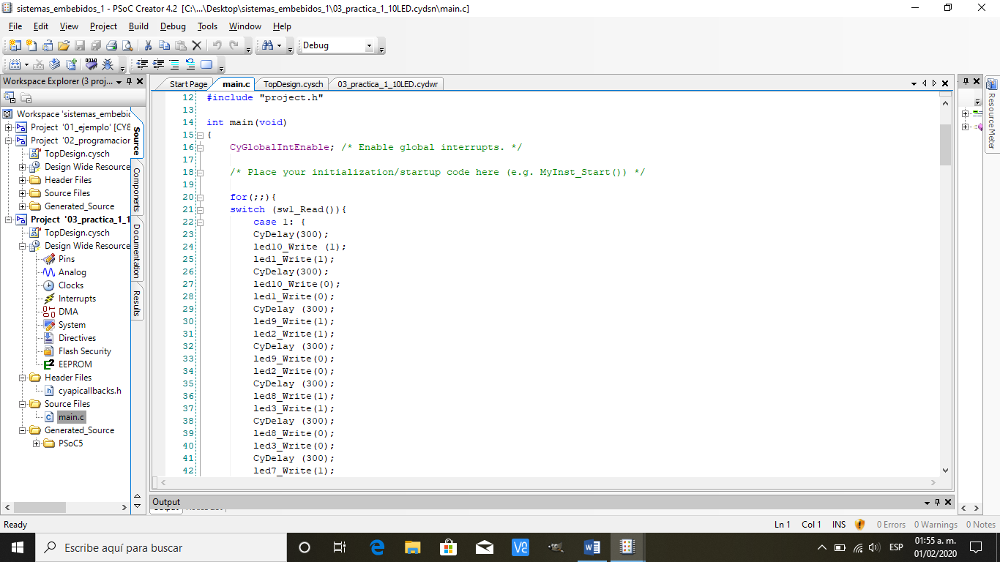 sistemas_embebidos_1 - PSoC Creator 4.2 [C:\...\Desktop\sistemas_embebidos_1\03_practica_1_10LED.cydsn\main.c]
File Edit View Project Build Debug Tools Window Help
Debug
Workspace Explorer (3 proj...
Start Page main.c TopDesign.cysch 03_practica_1_10LED.cydwr
Workspace 'sistemas_embebid
Project '01_ejemplo' [CY8
Project '02_programacion
TopDesign.cysch
Design Wide Resource
Header Files
Source Files
Generated_Source
Project '03_practica_1_1
TopDesign.cysch
Design Wide Resource
Pins
Analog
Clocks
Interrupts
DMA
System
Directives
Flash Security
EEPROM
Header Files
cyapicallbacks.h
Source Files
main.c
Generated_Source
PSoC5
Source
Components
Documentation
Results
12 #include "project.h"
13
14 int main(void)
15 {
16 CyGlobalIntEnable; /* Enable global interrupts. */
17
18 /* Place your initialization/startup code here (e.g. MyInst_Start()) */
19
20 for(;;){
21 switch (sw1_Read()){
22 case 1: {
23 CyDelay(300);
24 led10_Write (1);
25 led1_Write(1);
26 CyDelay(300);
27 led10_Write(0);
28 led1_Write(0);
29 CyDelay (300);
30 led9_Write(1);
31 led2_Write(1);
32 CyDelay (300);
33 led9_Write(0);
34 led2_Write(0);
35 CyDelay (300);
36 led8_Write(1);
37 led3_Write(1);
38 CyDelay (300);
39 led8_Write(0);
40 led3_Write(0);
41 CyDelay (300);
42 led7_Write(1);
Resource Meter
Output
Ready
Ln 1 Col 1 INS 0 Errors 0 Warnings 0 Notes
Escribe aquí para buscar
ESP
01:55 a. m.
01/02/2020